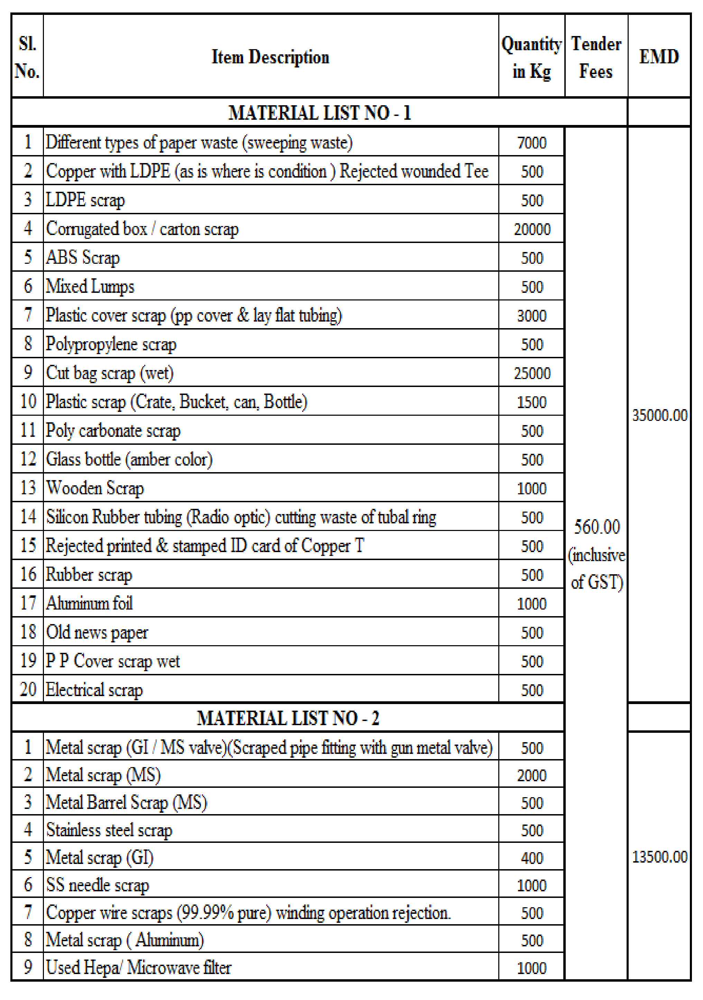 Sl. No. Item Description Quantity in Kg Tender Fees EMD
MATERIAL LIST NO - 1
1 Different types of paper waste (sweeping waste) 7000
2 Copper with LDPE (as is where is condition ) Rejected wounded Tee 500
3 LDPE scrap 500
4 Corrugated box / carton scrap 20000
5 ABS Scrap 500
6 Mixed Lumps 500
7 Plastic cover scrap (pp cover & lay flat tubing) 3000
8 Polypropylene scrap 500
9 Cut bag scrap (wet) 25000
10 Plastic scrap (Crate, Bucket, can, Bottle) 1500
35000.00
11 Poly carbonate scrap 500
12 Glass bottle (amber color) 500
13 Wooden Scrap 1000
14 Silicon Rubber tubing (Radio optic) cutting waste of tubal ring 500
560.00
(inclusive
of GST)
15 Rejected printed & stamped ID card of Copper T 500
16 Rubber scrap 500
17 Aluminum foil 1000
18 Old news paper 500
19 P P Cover scrap wet 500
20 Electrical scrap 500
MATERIAL LIST NO - 2
1 Metal scrap (GI / MS valve)(Scraped pipe fitting with gun metal valve) 500
2 Metal scrap (MS) 2000
3 Metal Barrel Scrap (MS) 500
4 Stainless steel scrap 500
5 Metal scrap (GI) 400
13500.00
6 SS needle scrap 1000
7 Copper wire scraps (99.99% pure) winding operation rejection. 500
8 Metal scrap ( Aluminum) 500
9 Used Hepa/ Microwave filter 1000